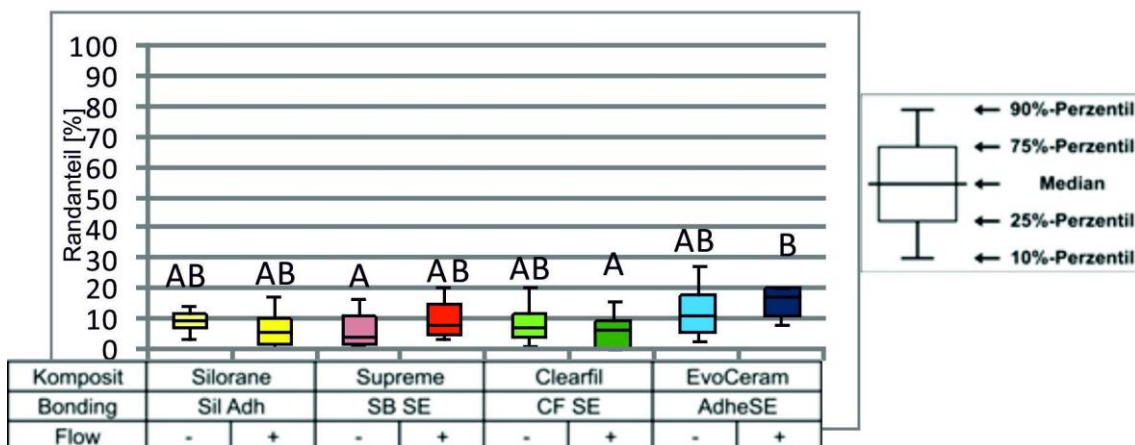 100
90
80
70
60
50
40
30
20
10
0
Randanteil [%]
AB AB A AB AB A AB B
Komposit Silorane Supreme Clearfil EvoCeram
Bonding Sil Adh SB SE CF SE AdheSE
Flow - + - + - + - +
90%-Perzentil
75%-Perzentil
Median
25%-Perzentil
10%-Perzentil